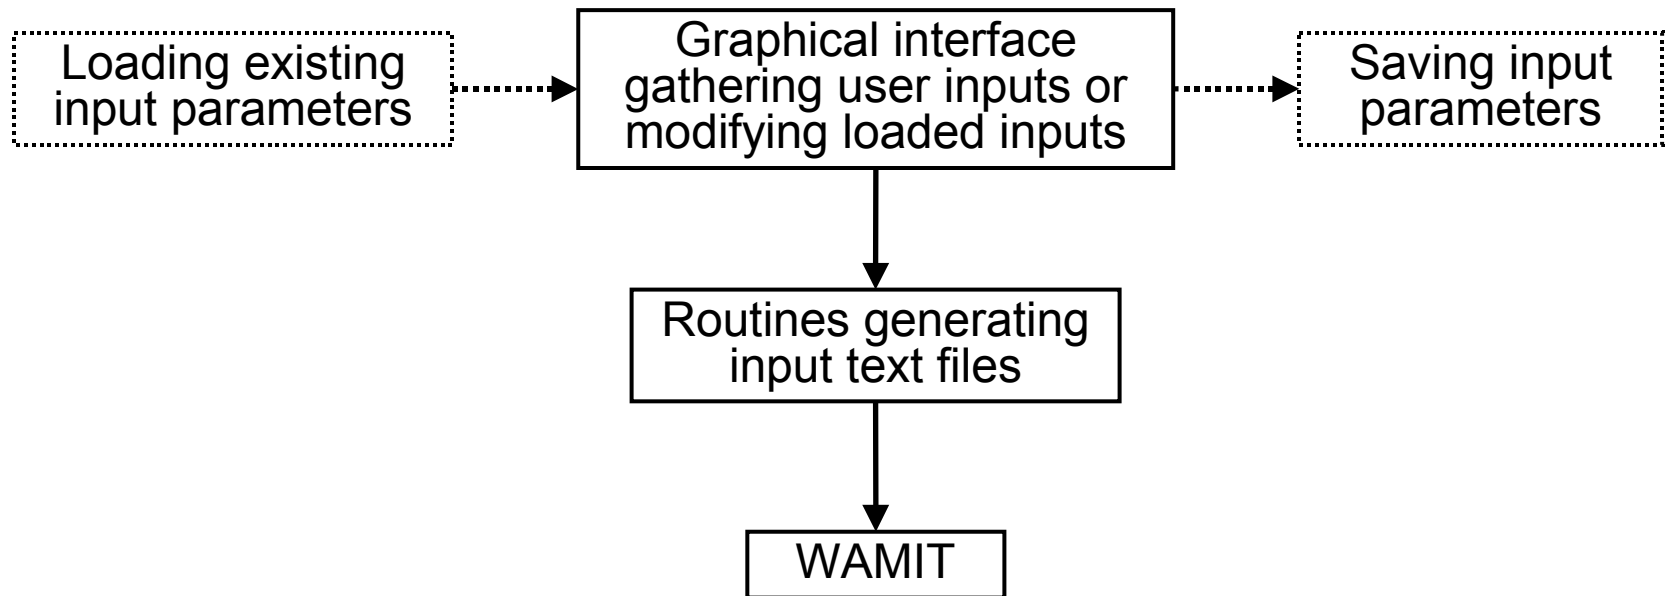 Loading existing
input parameters
Graphical interface
gathering user inputs or
modifying loaded inputs
Saving input
parameters
Routines generating
input text files
WAMIT